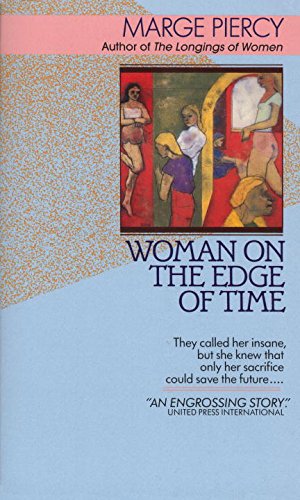 MARGE PIERCY
Author of The Longings of Women
WOMAN ON
THE EDGE
OF TIME
They called her insane,
but she knew that
only her sacrifice
could save the future....
"AN ENGROSSING STORY."
UNITED PRESS INTERNATIONAL